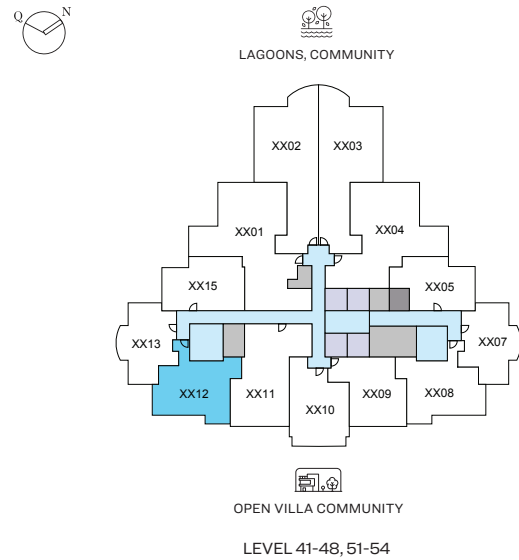 Q N
LAGOONS, COMMUNITY
XX02 XX03
XX01 XX04
XX15 XX05
XX13 XX07
XX12 XX11 XX09 XX08
XX10
OPEN VILLA COMMUNITY
LEVEL 41-48, 51-54